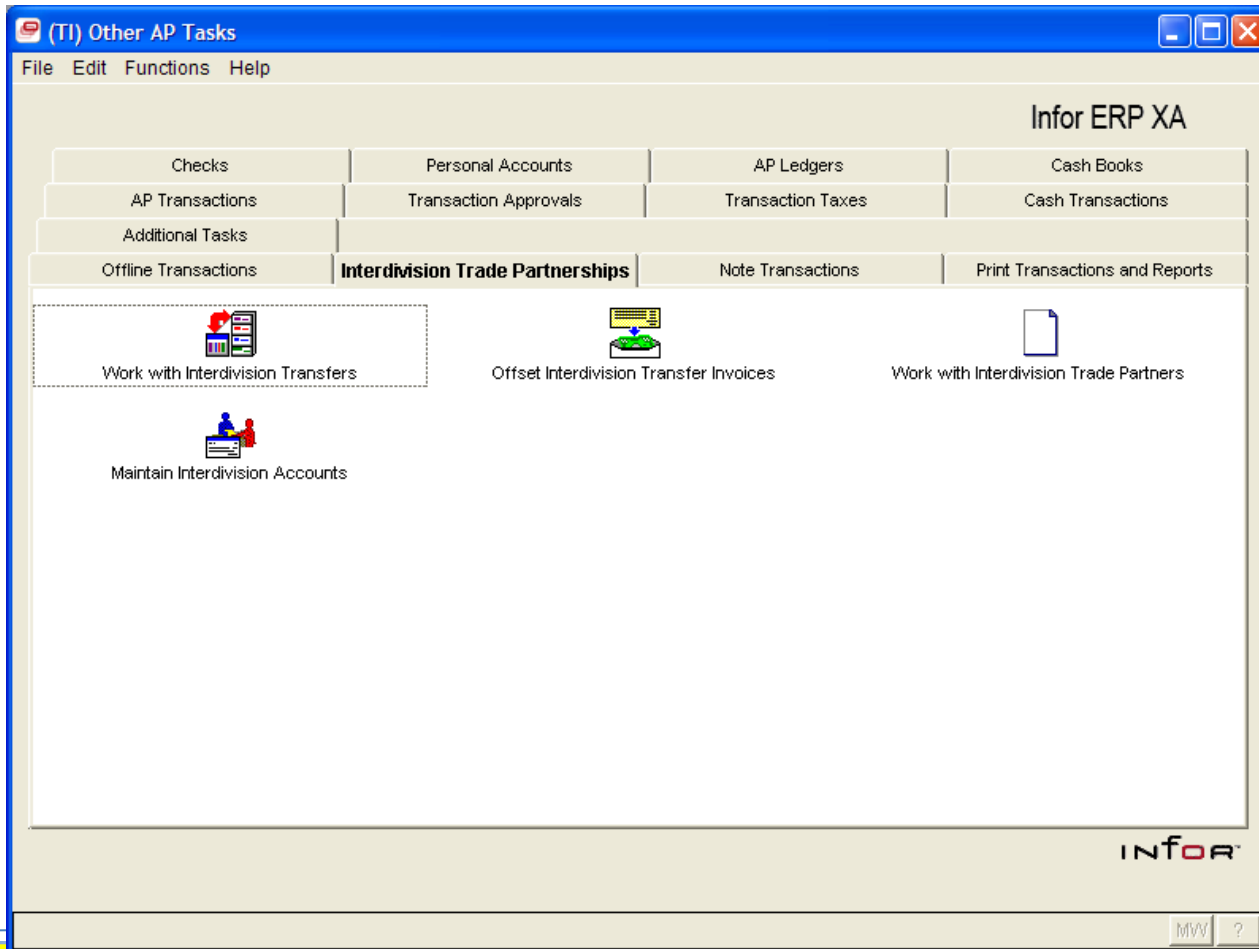 (TI) Other AP Tasks
File Edit Functions Help
Infor ERP XA
Checks Personal Accounts AP Ledgers Cash Books
AP Transactions Transaction Approvals Transaction Taxes Cash Transactions
Additional Tasks
Offline Transactions Interdivision Trade Partnerships Note Transactions Print Transactions and Reports
Work with Interdivision Transfers Offset Interdivision Transfer Invoices Work with Interdivision Trade Partners
Maintain Interdivision Accounts
infor
MW ?